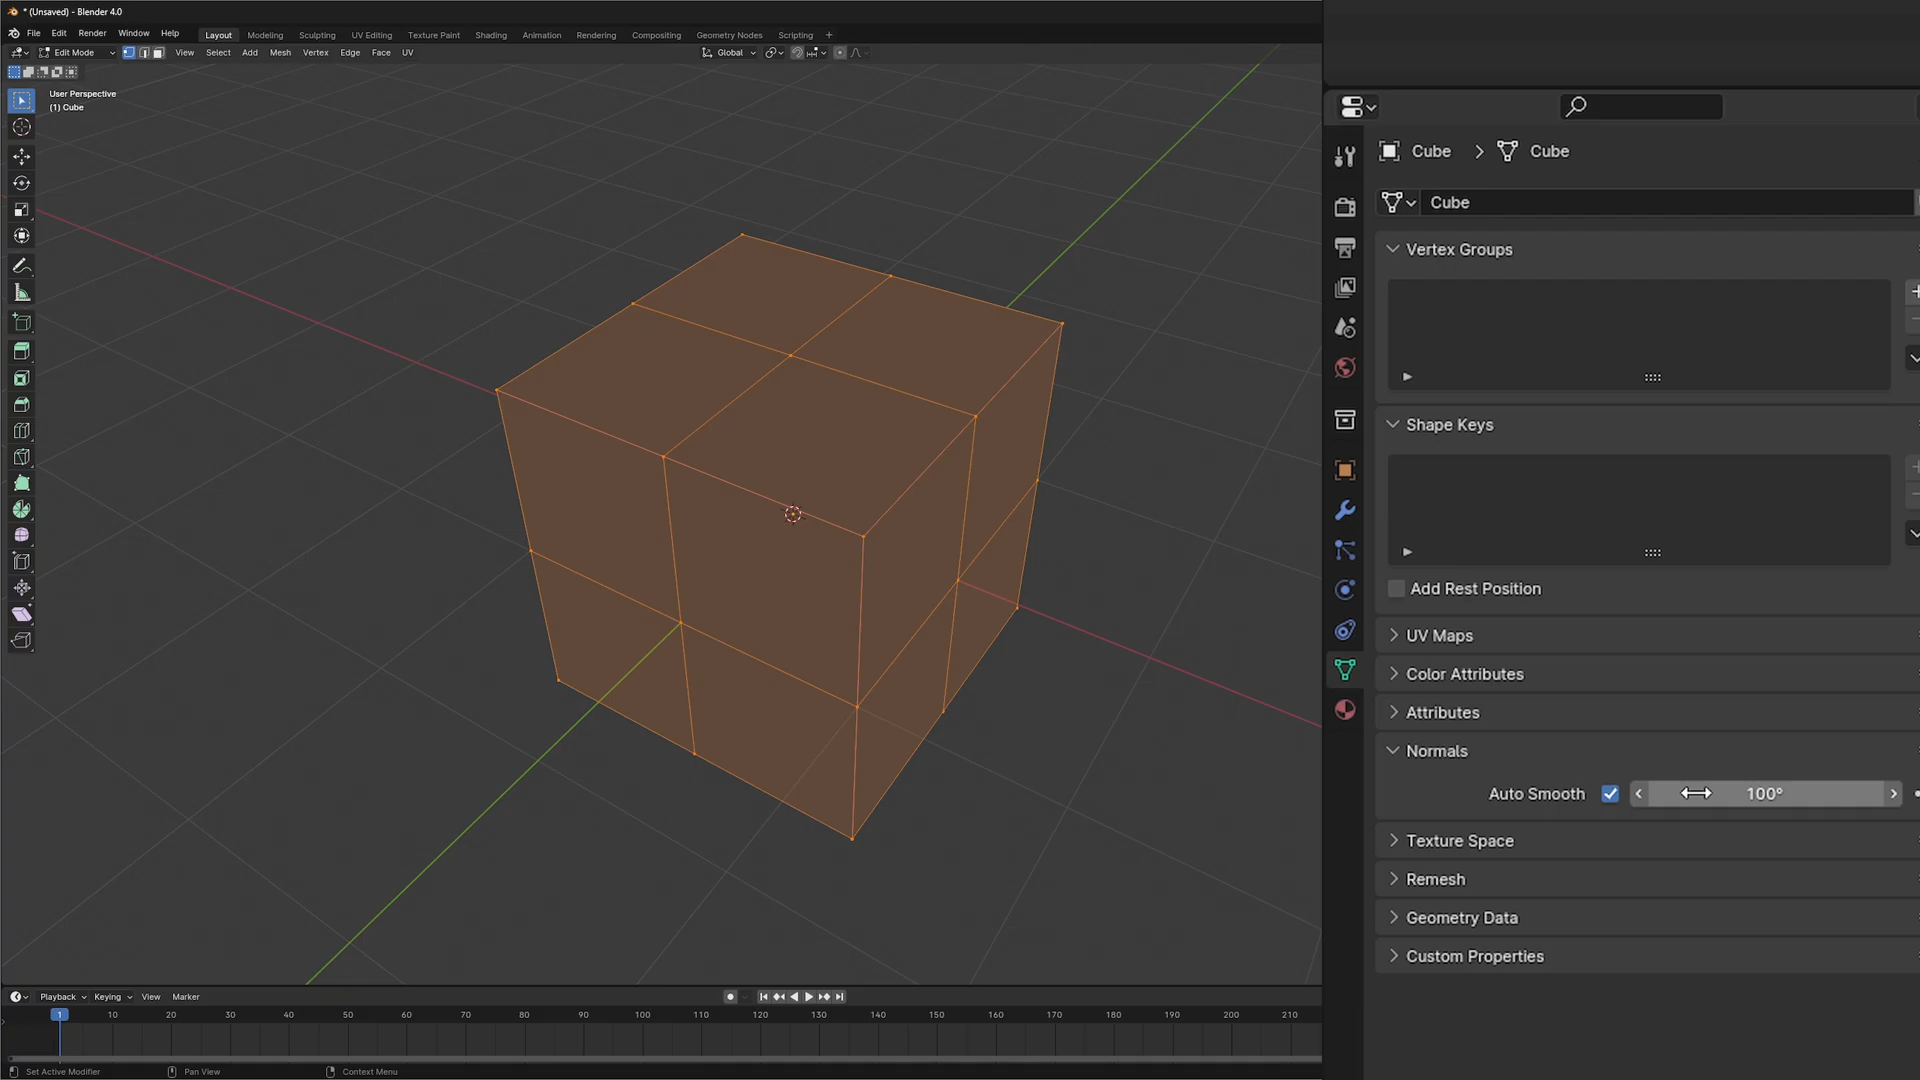 * (Unsaved) - Blender 4.0
File Edit Render Window Help Layout Modeling Sculpting UV Editing Texture Paint Shading Animation Rendering Compositing Geometry Nodes Scripting +
Edit Mode View Select Add Mesh Vertex Edge Face UV Global
User Perspective
(1) Cube
Cube > Cube
Cube
Vertex Groups
Shape Keys
Add Rest Position
UV Maps
Color Attributes
Attributes
Normals
Auto Smooth 100°
Texture Space
Remesh
Geometry Data
Custom Properties
Playback Keying View Marker
1 10 20 30 40 50 60 70 80 90 100 110 120 130 140 150 160 170 180 190 200 210
Set Active Modifier Pan View Context Menu